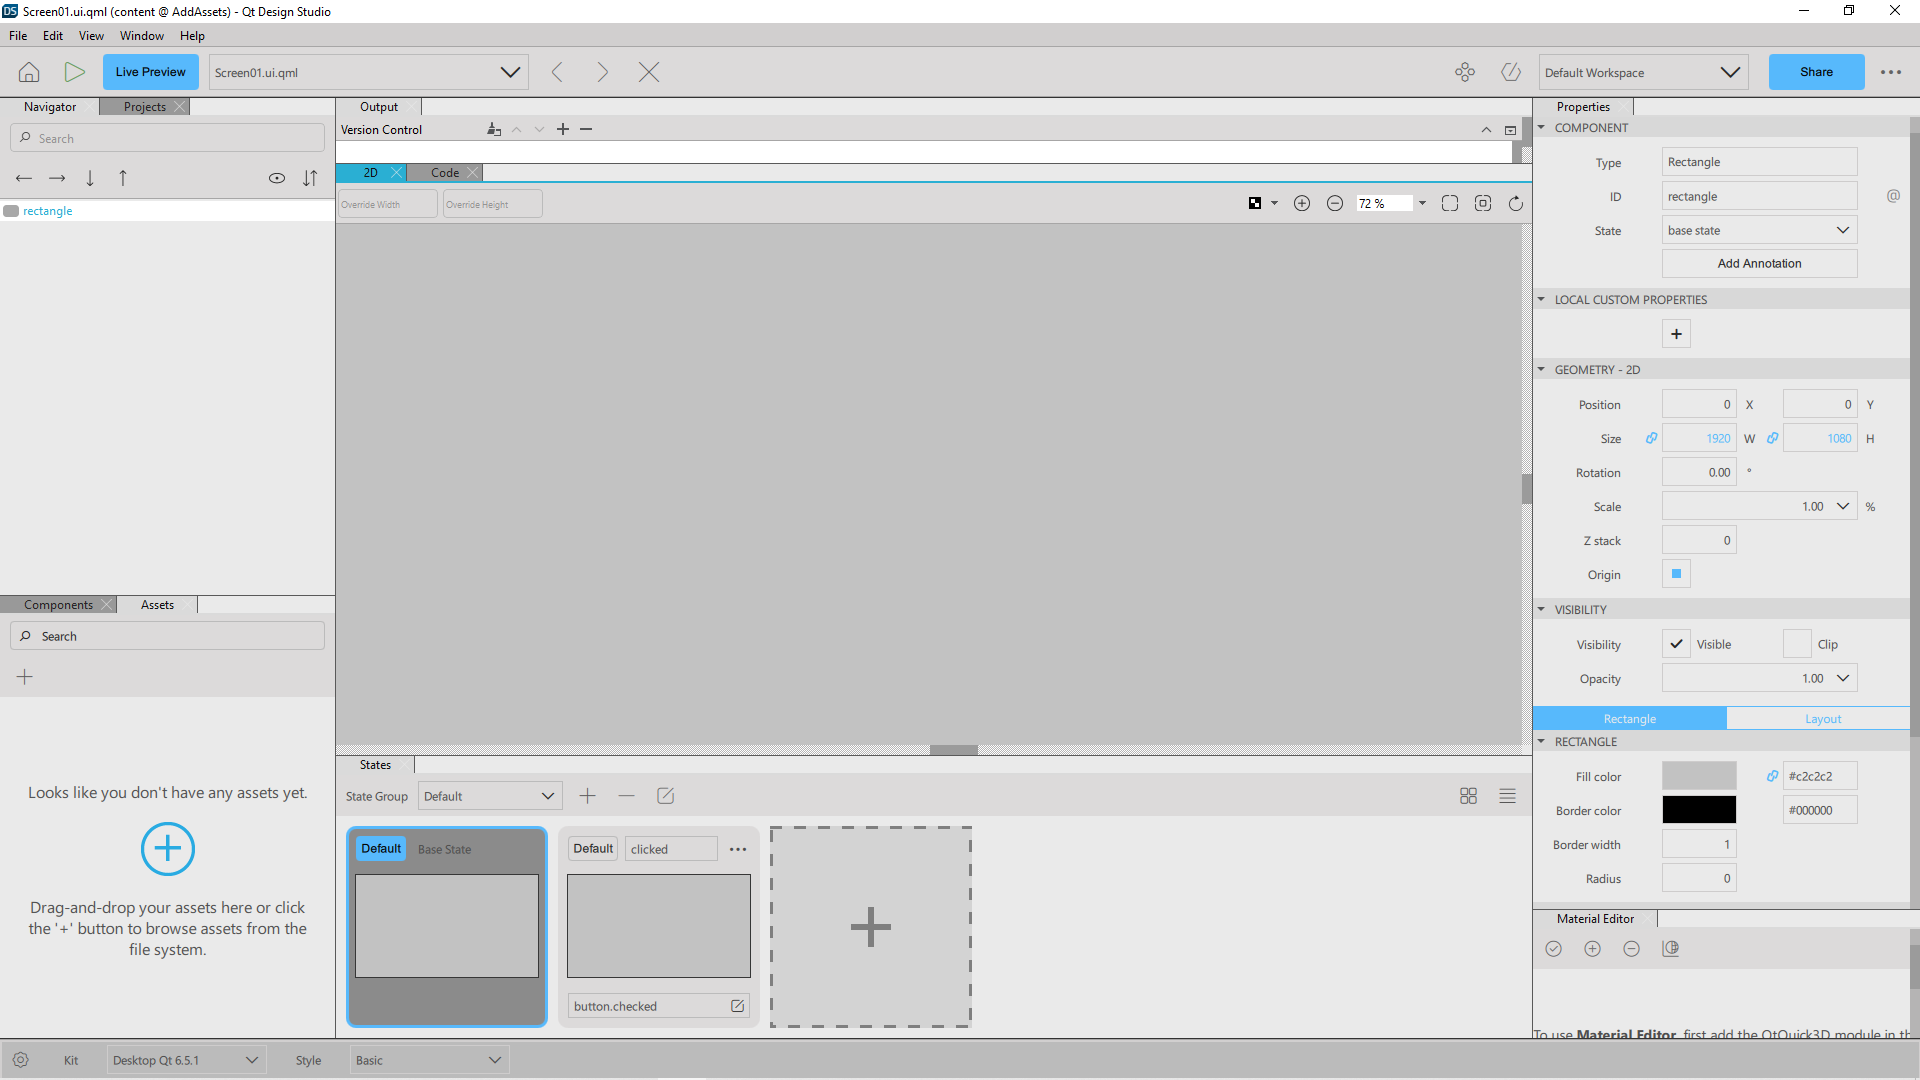 Screen01.ui.qml (content @ AddAssets) - Qt Design Studio
File Edit View Window Help
Live Preview
Screen01.ui.qml
Default Workspace
Share
Navigator
Projects
Search
rectangle
Output
Version Control
2D
Code
Override Width
Override Height
72 %
Components
Assets
Search
Looks like you don't have any assets yet.
Drag-and-drop your assets here or click
the '+' button to browse assets from the
file system.
States
State Group
Default
Default
Base State
Default
clicked
button.checked
Properties
COMPONENT
Type
Rectangle
ID
rectangle
@
State
base state
Add Annotation
LOCAL CUSTOM PROPERTIES
GEOMETRY - 2D
Position
0 X
0 Y
Size
1920 W
1080 H
Rotation
0.00 °
Scale
1.00 %
Z stack
0
Origin
VISIBILITY
Visibility
Visible
Clip
Opacity
1.00
Rectangle
Layout
RECTANGLE
Fill color
#c2c2c2
Border color
#000000
Border width
1
Radius
0
Material Editor
To use Material Editor, first add the QtQuick3D module in th
Kit
Desktop Qt 6.5.1
Style
Basic